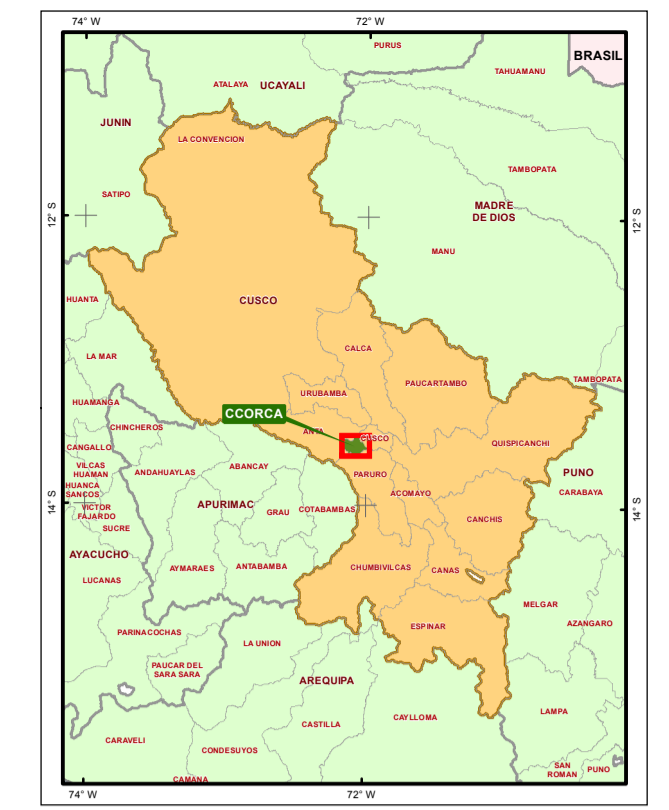 74° W
72° W
PURUS
BRASIL
TAHUAMANU
ATALAYA
UCAYALI
JUNIN
LA CONVENCION
TAMBOPATA
SATIPO
MADRE
DE DIOS
12° S
12° S
MANU
HUANTA
CUSCO
CALCA
LA MAR
TAMBOPATA
PAUCARTAMBO
URUBAMBA
HUAMANGA
CCORCA
CHINCHEROS
ANTA
CUSCO
QUISPICANCHI
CANGALLO
VILCAS
HUAMAN
ANDAHUAYLAS
ABANCAY
PARURO
PUNO
HUANCA
SANCOS
CARABAYA
ACOMAYO
APURIMAC
GRAU
COTABAMBAS
VICTOR
FAJARDO
14° S
14° S
CANCHIS
SUCRE
AYACUCHO
AYMARAES
ANTABAMBA
CHUMBIVILCAS
CANAS
LUCANAS
MELGAR
AZANGARO
ESPINAR
PARINACOCHAS
LA UNION
PAUCAR DEL
SARA SARA
AREQUIPA
LAMPA
CAYLLOMA
CASTILLA
CARAVELI
CONDESUYOS
SAN
ROMAN
PUNO
CAMANA
74° W
72° W